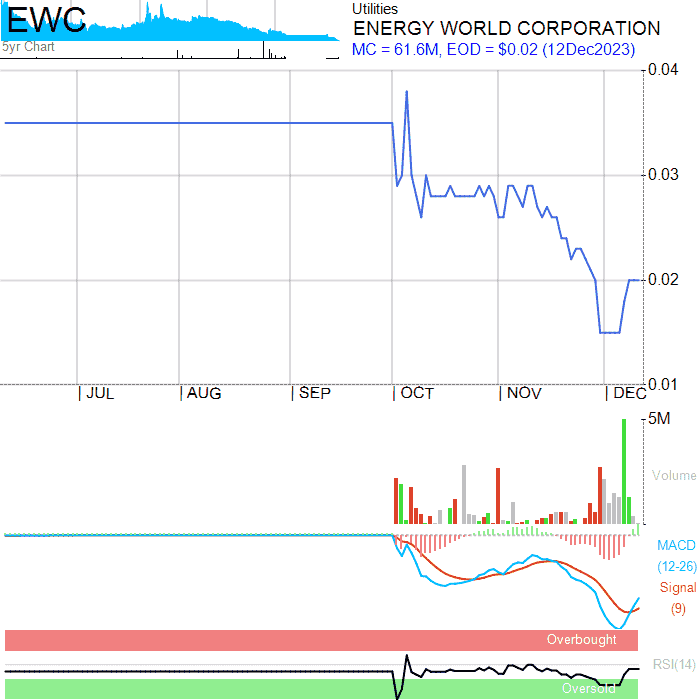 EWC
5yr Chart
Utilities
ENERGY WORLD CORPORATION
MC = 61.6M, EOD = $0.02 (12Dec2023)
0.04
0.03
0.02
0.01
JUL
AUG
SEP
OCT
NOV
DEC
5M
Volume
MACD
(12-26)
Signal
(9)
Overbought
RSI(14)
Oversold